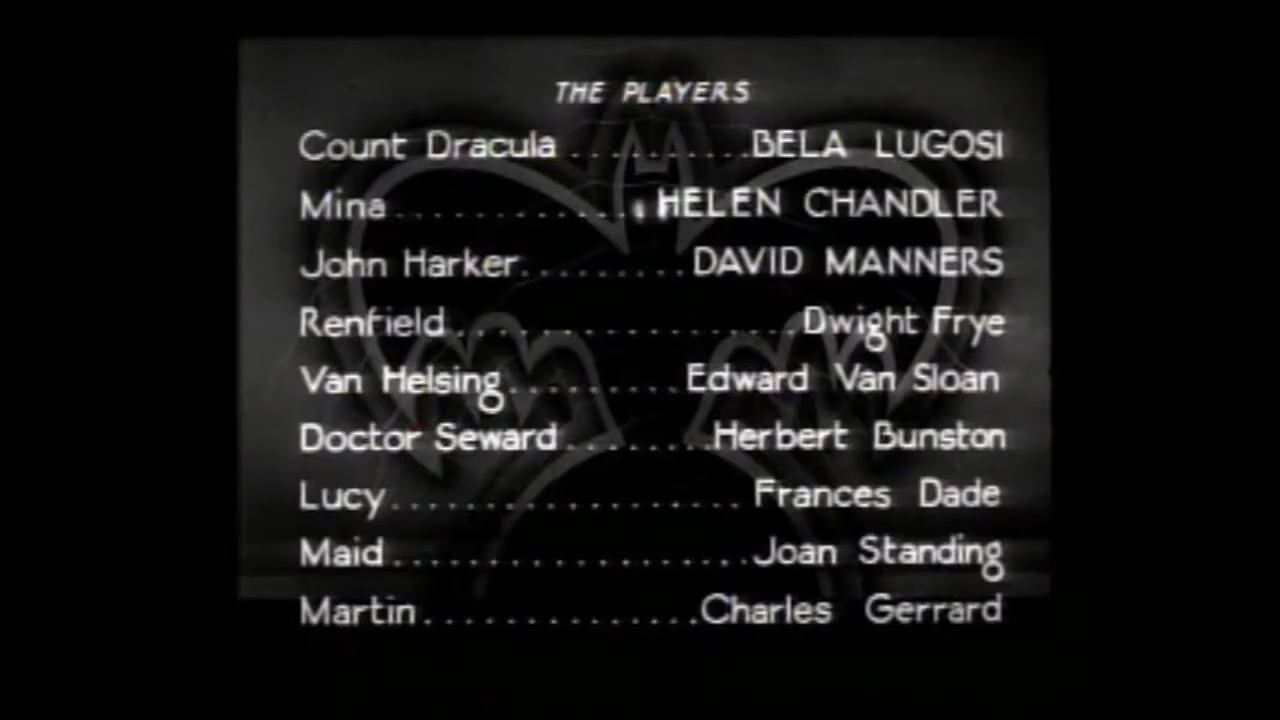 THE PLAYERS
Count Dracula..........BELA LUGOSI
Mina.............HELEN CHANDLER
John Harker.........DAVID MANNERS
Renfield..................Dwight Frye
Van Helsing.........Edward Van Sloan
Doctor Seward........Herbert Bunston
Lucy..................Frances Dade
Maid..................Joan Standing
Martin..............Charles Gerrard